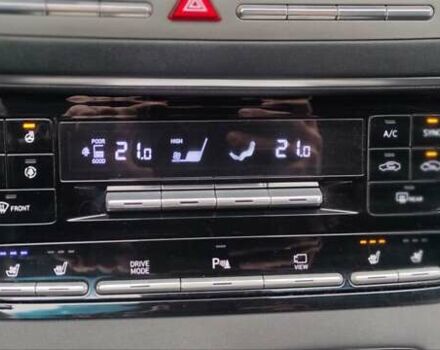 POOR
GOOD
21.0
HIGH
21.0
A/C
SYNC
FRONT
REAR
DRIVE
MODE
P
VIEW